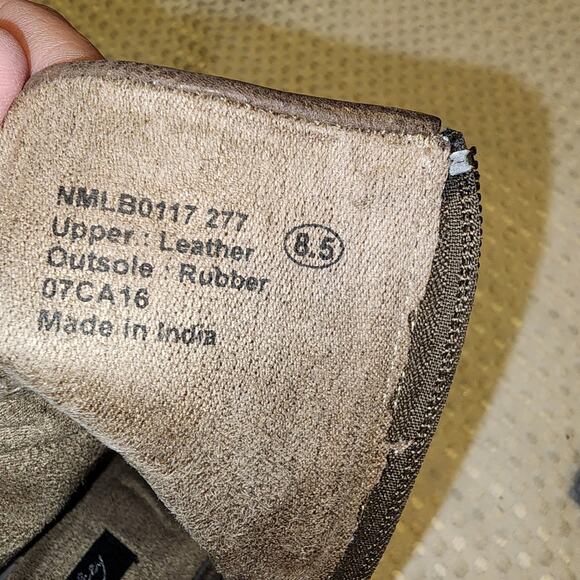 NMLB0117 277
Upper : Leather
8.5
Outsole : Rubber
07CA16
Made in India